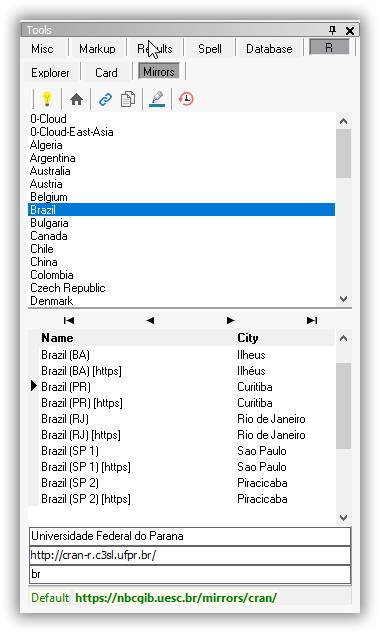 Tools
Misc Markup Results Spell Database R
Explorer Card Mirrors
0-Cloud
0-Cloud-East-Asia
Algeria
Argentina
Australia
Austria
Belgium
Brazil
Bulgaria
Canada
Chile
China
Colombia
Czech Republic
Denmark
Name City
Brazil (BA) Ilheus
Brazil (BA) [https] Ilhéus
Brazil (PR) Curitiba
Brazil (PR) [https] Curitiba
Brazil (RJ) Rio de Janeiro
Brazil (RJ) [https] Rio de Janeiro
Brazil (SP 1) Sao Paulo
Brazil (SP 1) [https] Sao Paulo
Brazil (SP 2) Piracicaba
Brazil (SP 2) [https] Piracicaba
Universidade Federal do Parana
http://cran-r.c3sl.ufpr.br/
br
Default https://nbcgib.uesc.br/mirrors/cran/